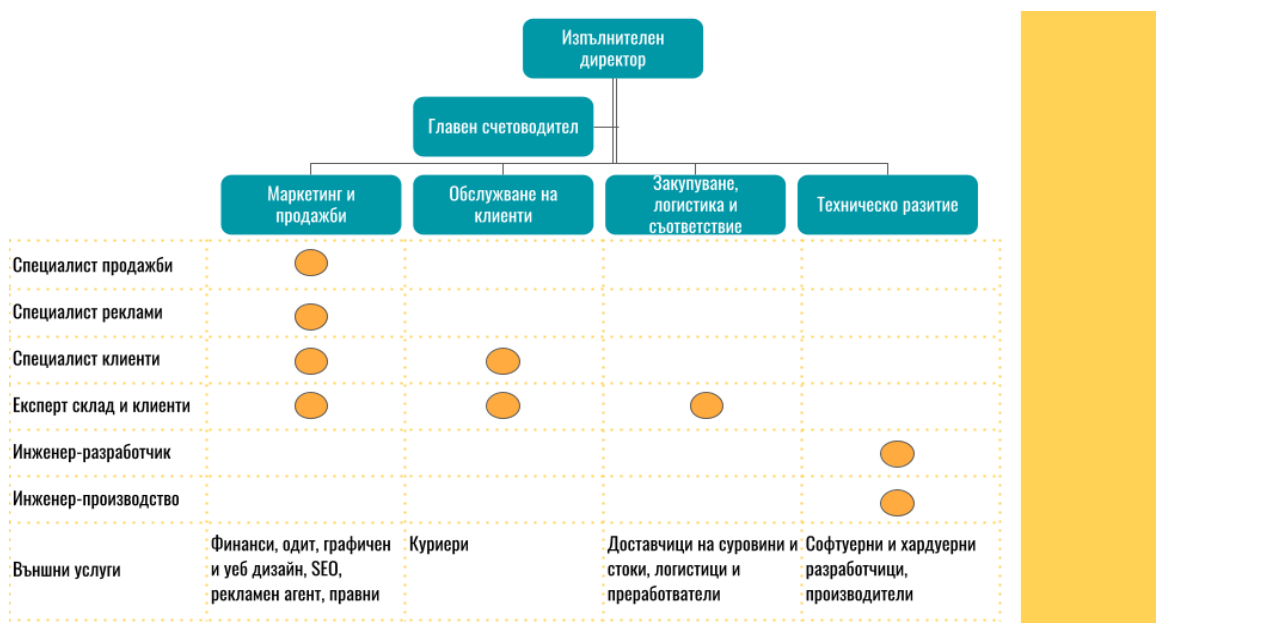 Изпълнителен
директор
Главен счетоводител
Маркетинг и
продажби
Обслужване на
клиенти
Закупуване,
логистика и
съответствие
Техническо разитие
Специалист продажби
Специалист реклами
Специалист клиенти
Експерт склад и клиенти
Инженер-разработчик
Инженер-производство
Външни услуги
Финанси, одит, графичен
и уеб дизайн, SEO,
рекламен агент, правни
Куриери
Доставчици на суровини и
стоки, логистици и
преработватели
Софтуерни и хардуерни
разработчици,
производители